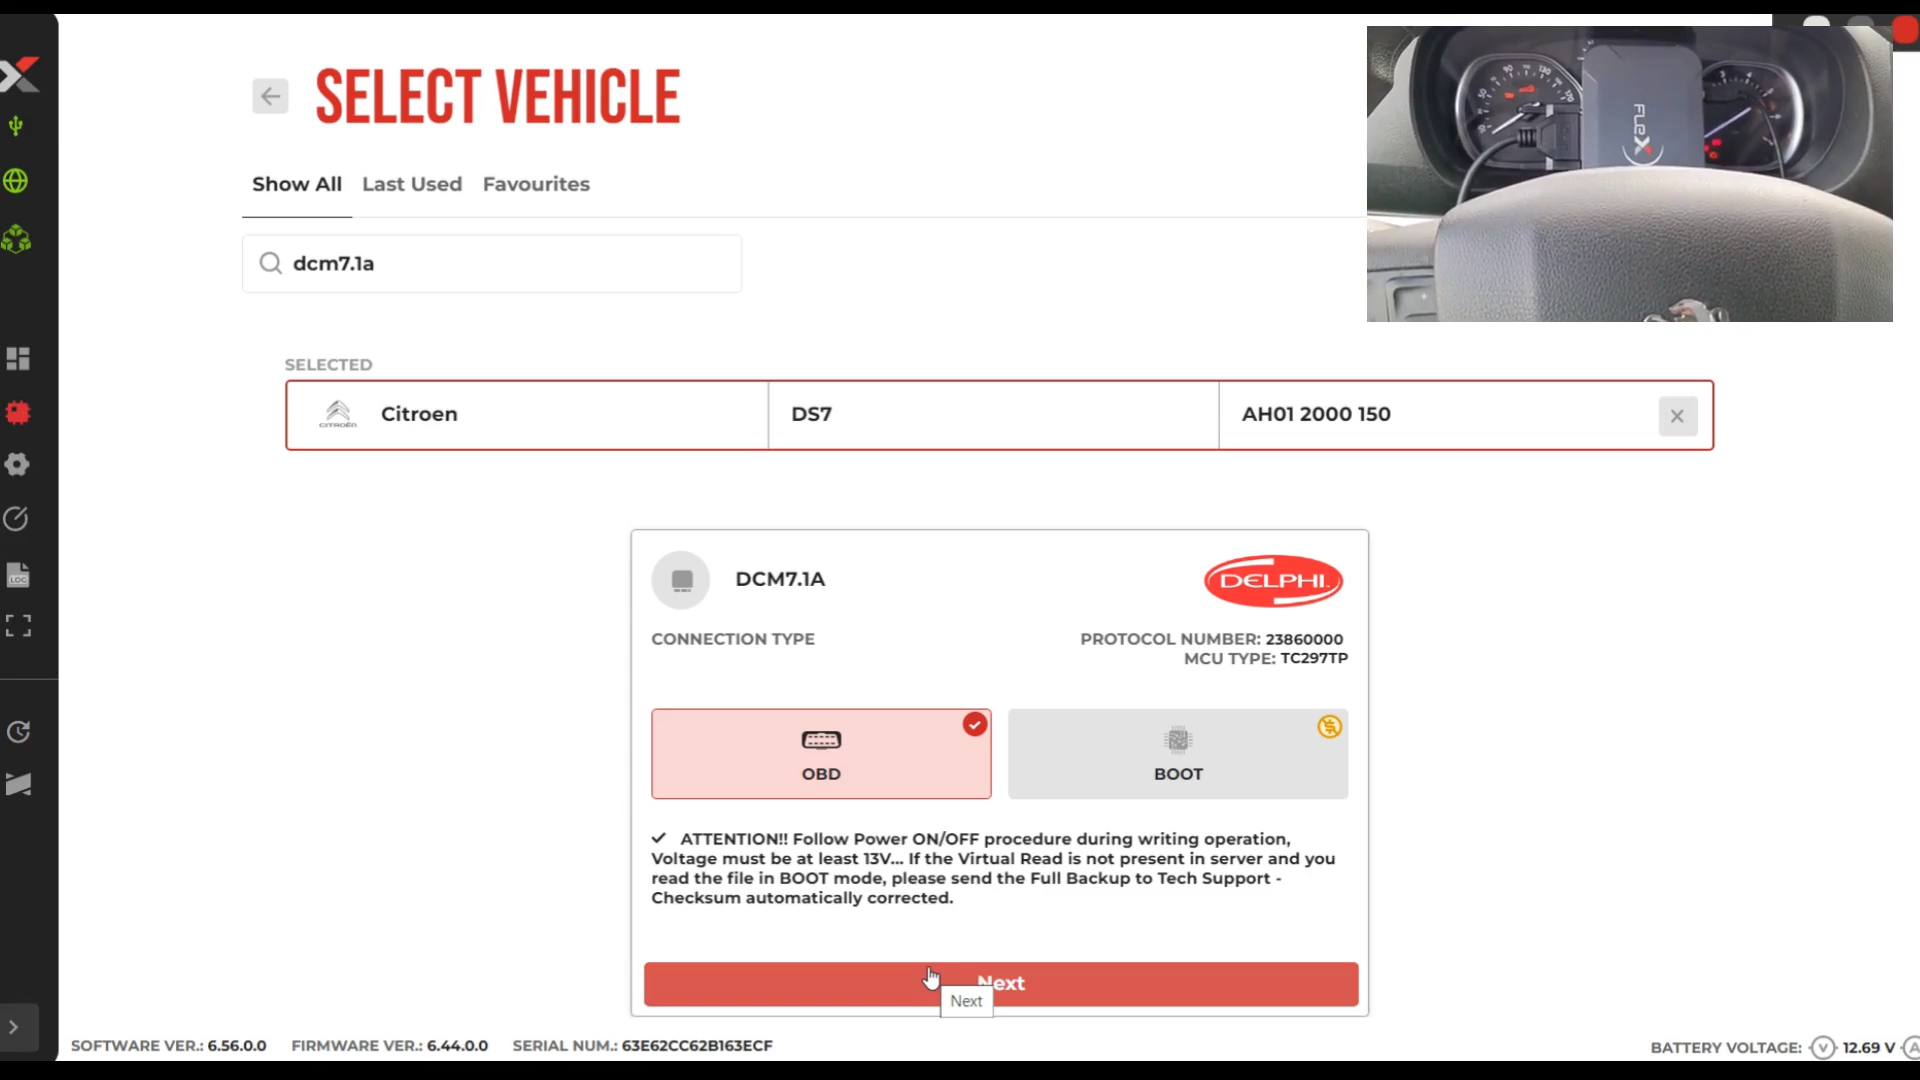 SELECT VEHICLE
Show All Last Used Favourites
dcm7.1a
SELECTED
CITROËN Citroen DS7 AH01 2000 150
DCM7.1A
DELPHI
CONNECTION TYPE
PROTOCOL NUMBER: 23860000
MCU TYPE: TC297TP
OBD
BOOT
ATTENTION!! Follow Power ON/OFF procedure during writing operation,
Voltage must be at least 13V... If the Virtual Read is not present in server and you
read the file in BOOT mode, please send the Full Backup to Tech Support -
Checksum automatically corrected.
Next
Next
SOFTWARE VER.: 6.56.0.0 FIRMWARE VER.: 6.44.0.0 SERIAL NUM.: 63E62CC62B163ECF
BATTERY VOLTAGE: V 12.69 V A
LOG
FLEX